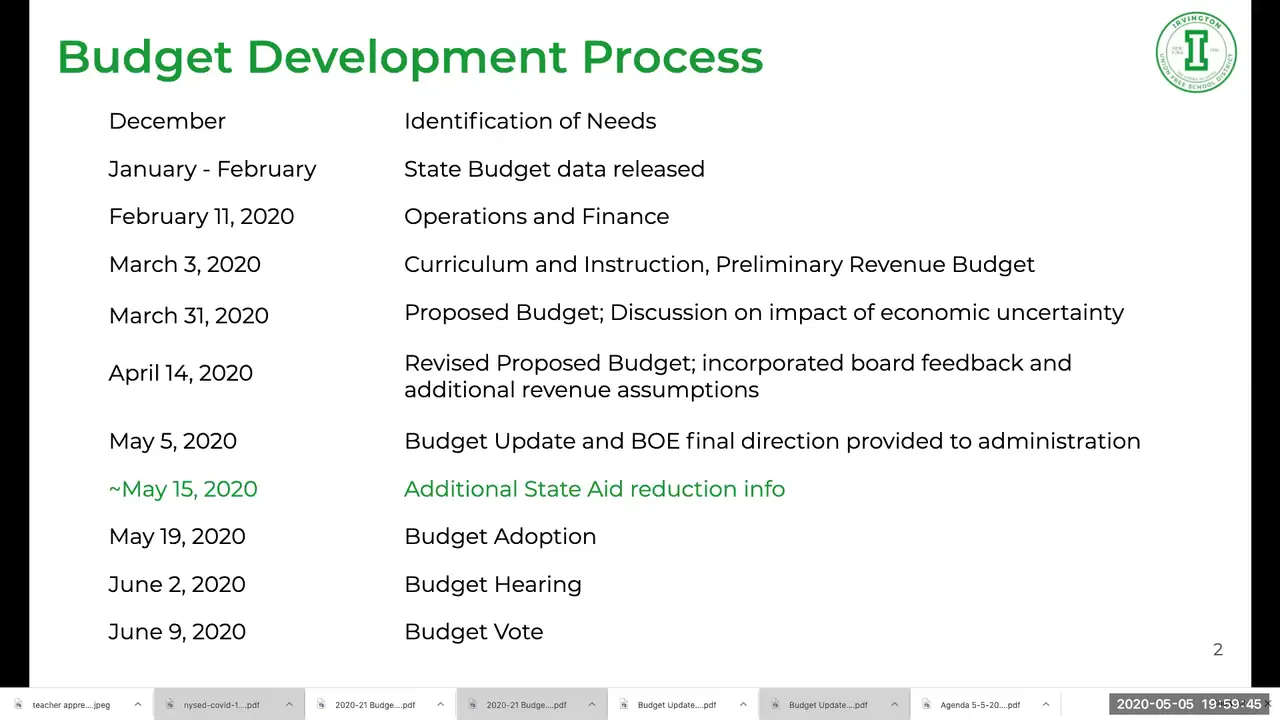 Budget Development Process
IRVINGTON
I
UNION FREE SCHOOL DISTRICT
December Identification of Needs
January - February State Budget data released
February 11, 2020 Operations and Finance
March 3, 2020 Curriculum and Instruction, Preliminary Revenue Budget
March 31, 2020 Proposed Budget; Discussion on impact of economic uncertainty
April 14, 2020 Revised Proposed Budget; incorporated board feedback and
additional revenue assumptions
May 5, 2020 Budget Update and BOE final direction provided to administration
~May 15, 2020 Additional State Aid reduction info
May 19, 2020 Budget Adoption
June 2, 2020 Budget Hearing
June 9, 2020 Budget Vote
2
teacher appre....jpeg nysed-covid-1....pdf 2020-21 Budge....pdf 2020-21 Budge....pdf Budget Update....pdf Budget Update....pdf Agenda 5-5-20....pdf 2020-05-05 19:59:45